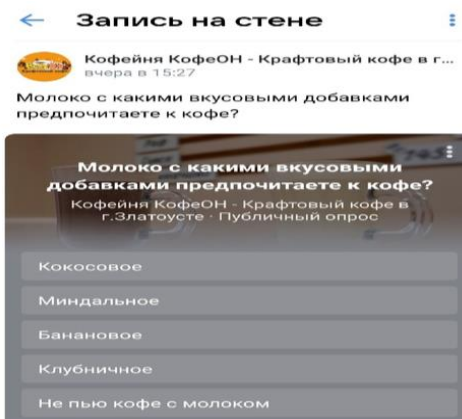 Запись на стене
Кофейня КофеОН - Крафтовый кофе в г...
вчера в 15:27
Молоко с какими вкусовыми добавками
предпочитаете к кофе?
Молоко с какими вкусовыми
добавками предпочитаете к кофе?
Кофейня КофеОН - Крафтовый кофе в
г.Златоусте · Публичный опрос
Кокосовое
Миндальное
Банановое
Клубничное
Не пью кофе с молоком